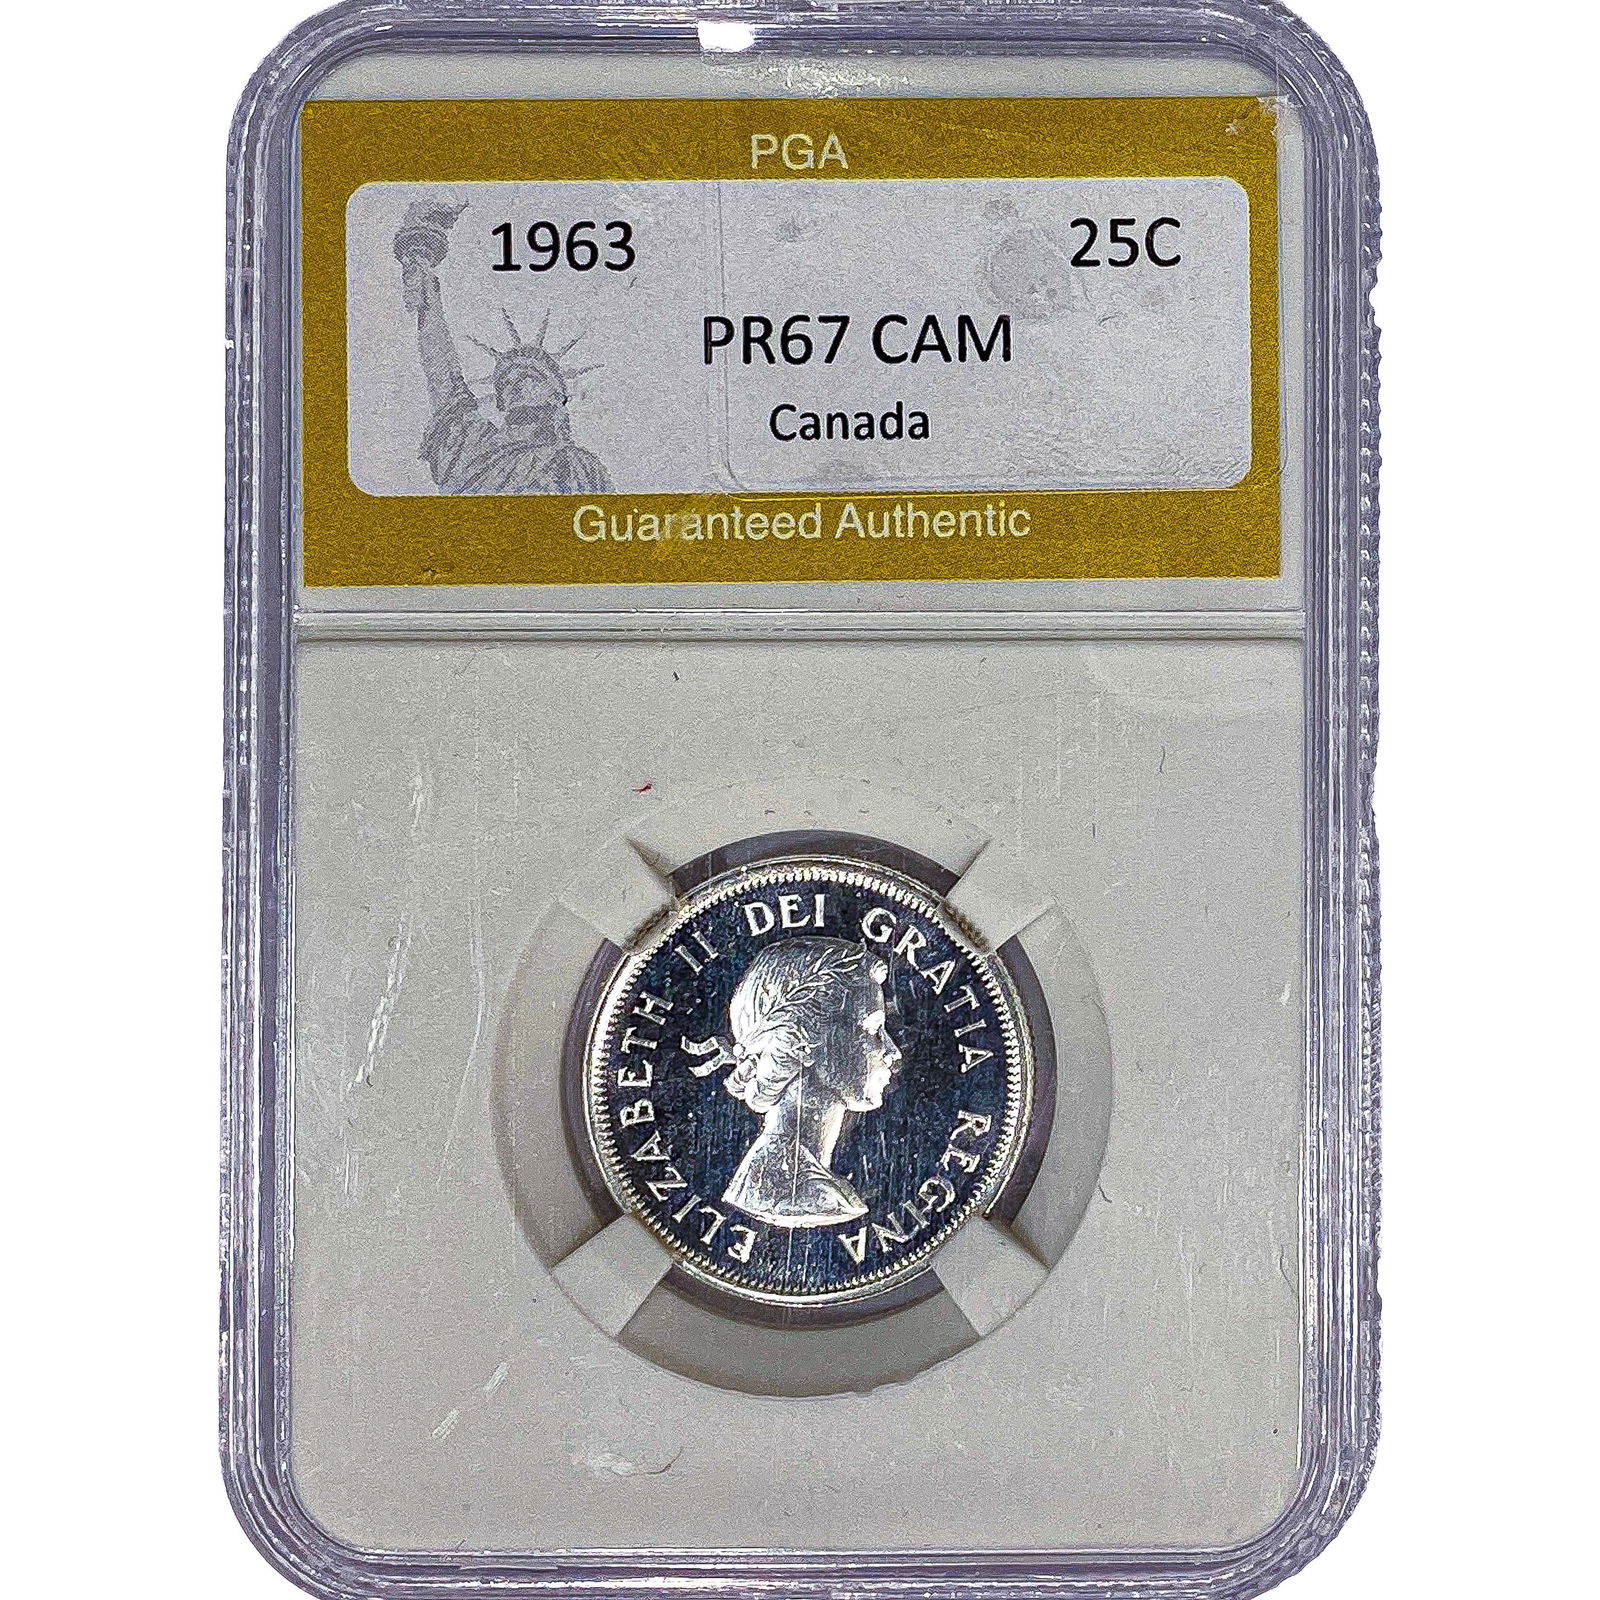 PGA
1963 25C
PR67 CAM
Canada
Guaranteed Authentic
ELIZABETH II DEI GRATIA REGINA